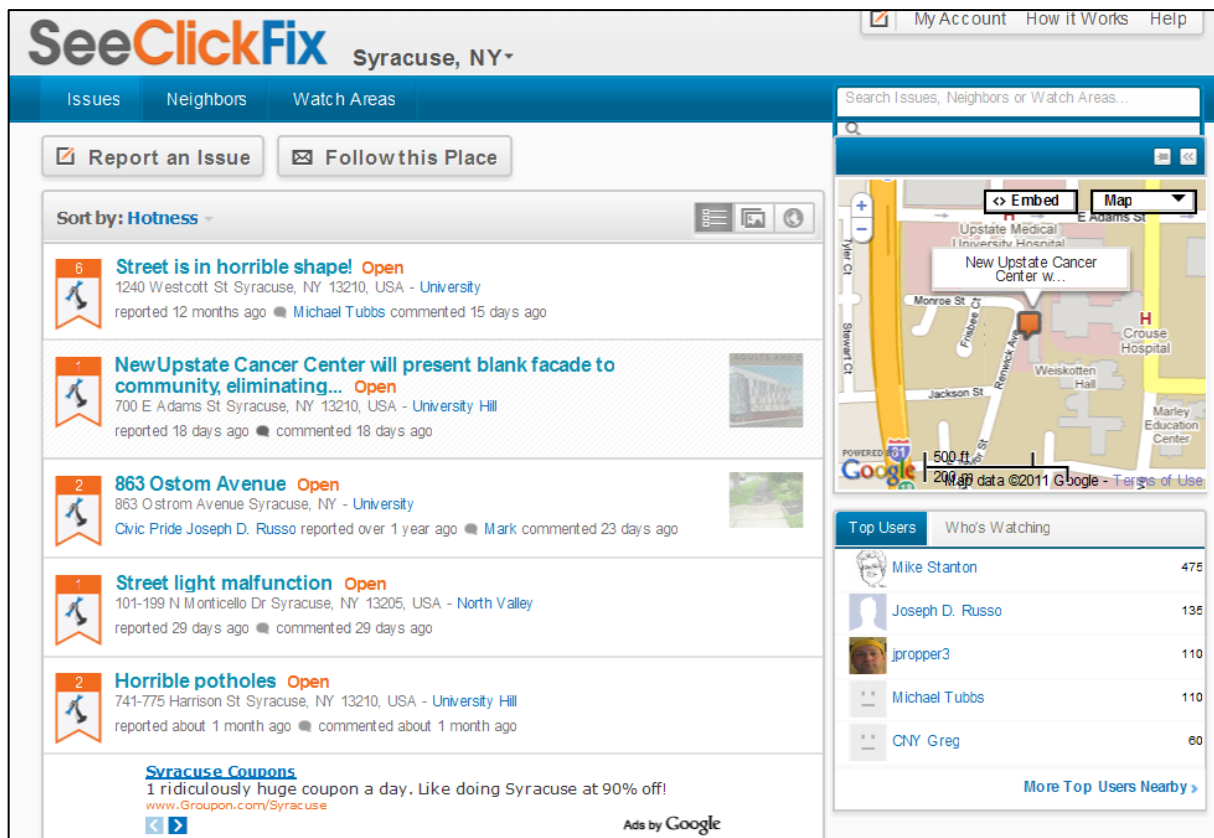 SeeClickFix Syracuse, NY
My Account How it Works Help
Issues Neighbors Watch Areas
Search Issues, Neighbors or Watch Areas...
Report an Issue Follow this Place
Sort by: Hotness
6
Street is in horrible shape! Open
1240 Westcott St Syracuse, NY 13210, USA - University
reported 12 months ago Michael Tubbs commented 15 days ago
1
New Upstate Cancer Center will present blank facade to
community, eliminating... Open
700 E Adams St Syracuse, NY 13210, USA - University Hill
reported 18 days ago commented 18 days ago
2
863 Ostom Avenue Open
863 Ostrom Avenue Syracuse, NY - University
Civic Pride Joseph D. Russo reported over 1 year ago Mark commented 23 days ago
1
Street light malfunction Open
101-199 N Monticello Dr Syracuse, NY 13205, USA - North Valley
reported 29 days ago commented 29 days ago
2
Horrible potholes Open
741-775 Harrison St Syracuse, NY 13210, USA - University Hill
reported about 1 month ago commented about 1 month ago
Syracuse Coupons
1 ridiculously huge coupon a day. Like doing Syracuse at 90% off!
www.Groupon.com/Syracuse
Ads by Google
<> Embed Map
E Adams St
H
Upstate Medical
University Hospital
Tyler Ct
New Upstate Cancer
Center w...
Monroe St
Frisbee Ct
Renwick Ave
Stewart Ct
H
Crouse
Hospital
Weiskotten
Hall
Jackson St
Marley
Education
Center
POWERED BY
Google
81
500 ft
200 m
Map data ©2011 Google - Terms of Use
Top Users Who's Watching
Mike Stanton 475
Joseph D. Russo 135
jpropper3 110
Michael Tubbs 110
CNY Greg 60
More Top Users Nearby »